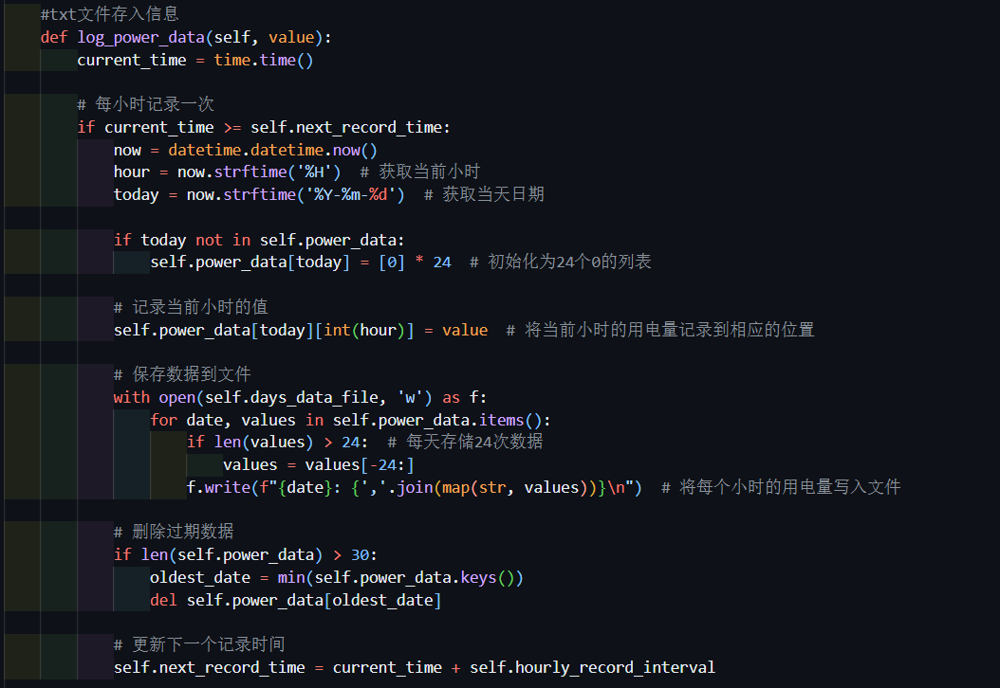 #txt文件存入信息
def log_power_data(self, value):
current_time = time.time()
# 每小时记录一次
if current_time >= self.next_record_time:
now = datetime.datetime.now()
hour = now.strftime('%H')  # 获取当前小时
today = now.strftime('%Y-%m-%d')  # 获取当天日期
if today not in self.power_data:
self.power_data[today] = [0] * 24  # 初始化为24个0的列表
# 记录当前小时的值
self.power_data[today][int(hour)] = value  # 将当前小时的用电量记录到相应的位置
# 保存数据到文件
with open(self.days_data_file, 'w') as f:
for date, values in self.power_data.items():
if len(values) > 24:  # 每天存储24次数据
values = values[-24:]
f.write(f"{date}: {','.join(map(str, values))}\n")  # 将每个小时的用电量写入文件
# 删除过期数据
if len(self.power_data) > 30:
oldest_date = min(self.power_data.keys())
del self.power_data[oldest_date]
# 更新下一个记录时间
self.next_record_time = current_time + self.hourly_record_interval